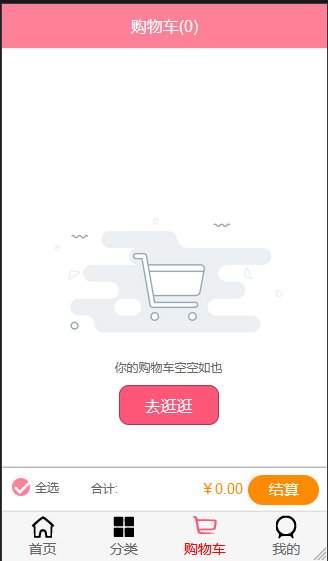 购物车(0)
你的购物车空空如也
去逛逛
全选 合计: ￥0.00 结算
首页 分类 购物车 我的